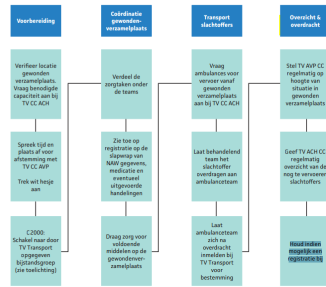 Voorbereiding
Verifieer locatie
gewonden
verzamelplaats.
Vraag benodigde
capaciteit aan bij
TV CC ACH
Spreek tijd en
plaats af voor
afstemming met
TV CC AVP
Trek wit hesje
aan
C2000:
Schakel naar door
TV Transport
opgegeven
bijstandsgroep
(zie toelichting)
Coördinatie
gewonden-
verzamelplaats
Verdeel de
zorgtaken onder
de teams
Zie toe op
registratie op de
slapwrap van
NAW gegevens,
medicatie en
eventueel
uitgevoerde
handelingen
Draag zorg voor
voldoende
middelen op de
gewondenver-
zamelplaats
Transport
slachtoffers
Vraag
ambulances voor
vervoer vanaf
gewonden
verzamelplaats
aan bij TV CC ACH
Laat behandelend
team het
slachtoffer
overdragen aan
ambulanceteam
Laat
ambulanceteam
zich na
overdracht
inmelden bij
TV Transport
voor
bestemming
Overzicht &
overdracht
Stel TV AVP CC
regelmatig op
hoogte van
situatie in
gewonden
verzamelplaats
Geef TV ACH CC
regelmatig
overzicht van de
nog te vervoeren
slachtoffers
Houd indien
mogelijk een
registratie bij